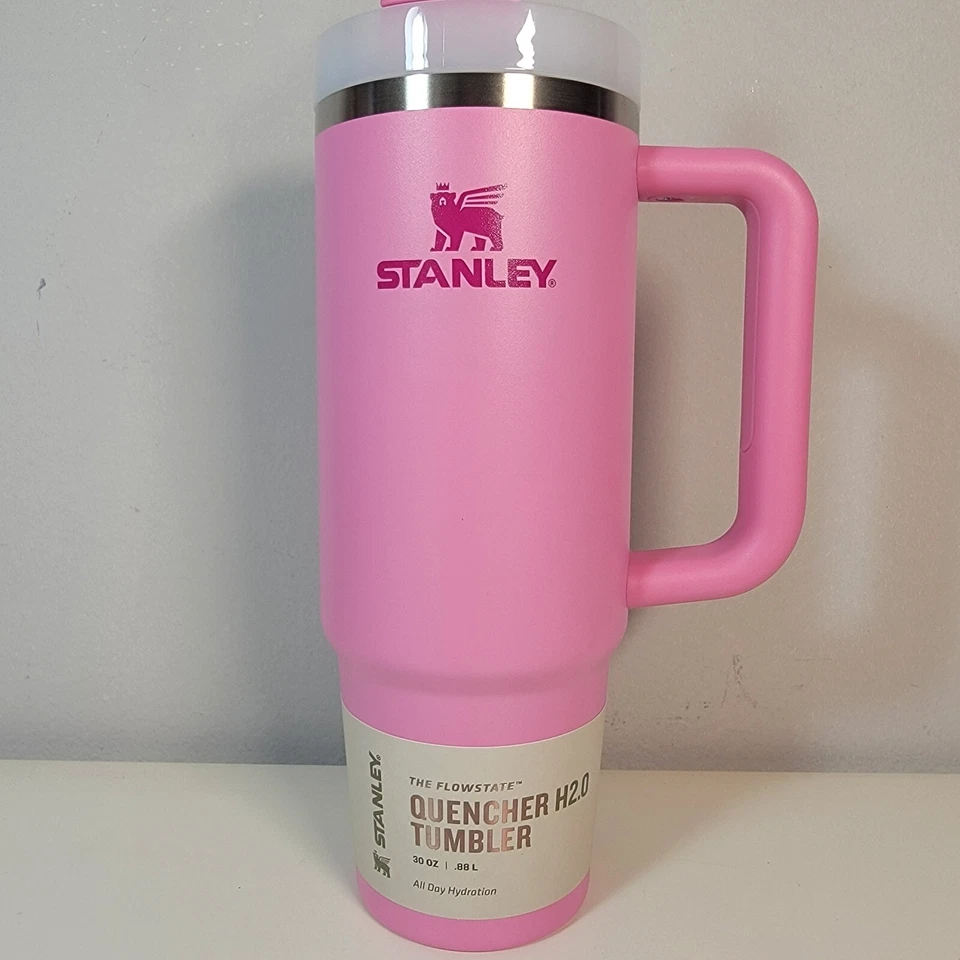 STANLEY®
STANLEY®
THE FLOWSTATE™
QUENCHER H2.0
TUMBLER
30 OZ | .88 L
All Day Hydration